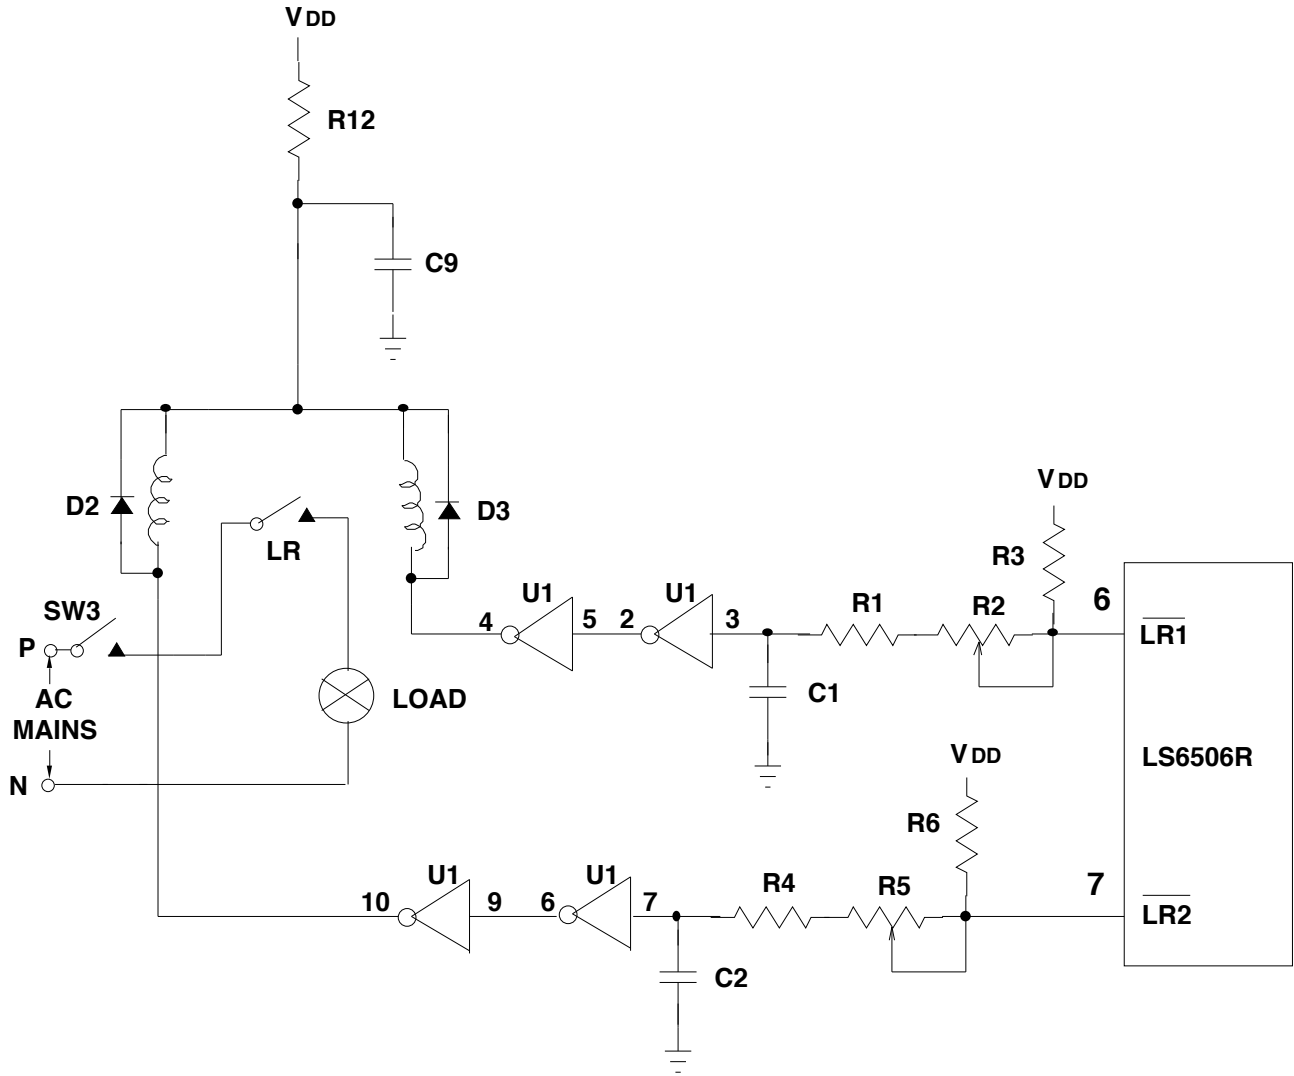 VDD
R12
C9
D2
LR
D3
VDD
R3
SW3
P
AC
MAINS
N
LOAD
4
U1
5
2
U1
3
C1
R1
R2
6
LR1
LS6506R
VDD
R6
10
U1
9
6
U1
7
C2
R4
R5
7
LR2